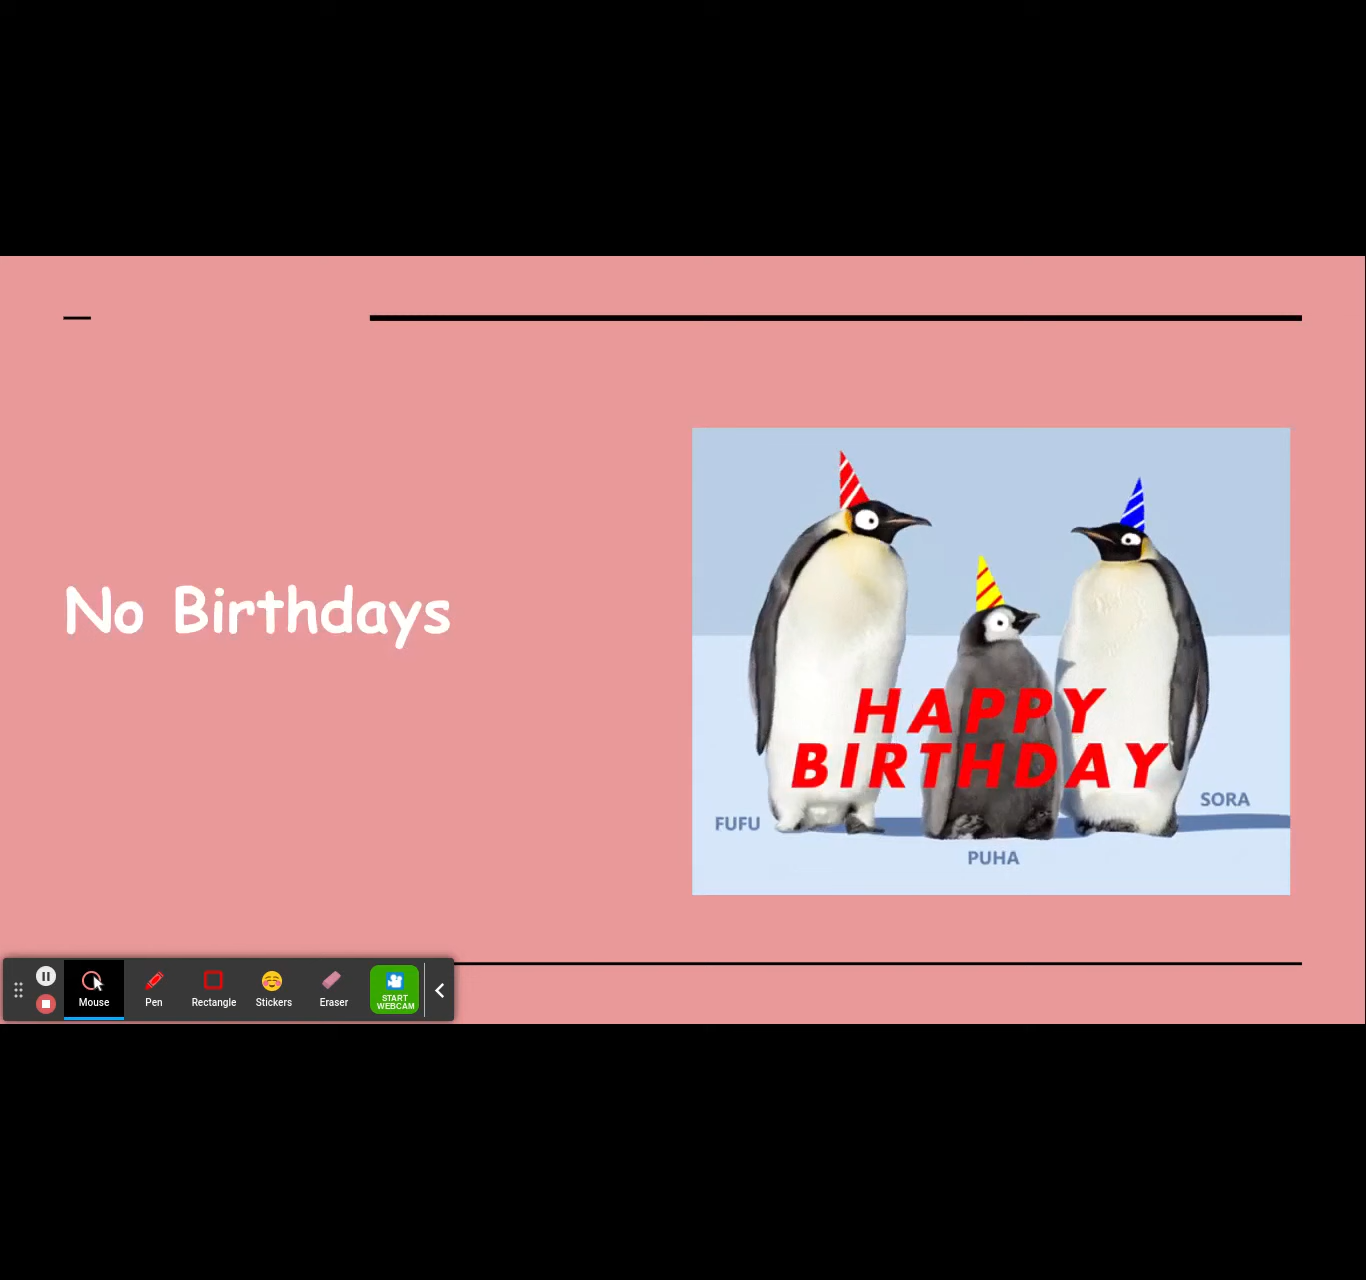 No Birthdays
HAPPY
BIRTHDAY
FUFU
SORA
PUHA
Mouse
Pen
Rectangle
Stickers
Eraser
START
WEBCAM